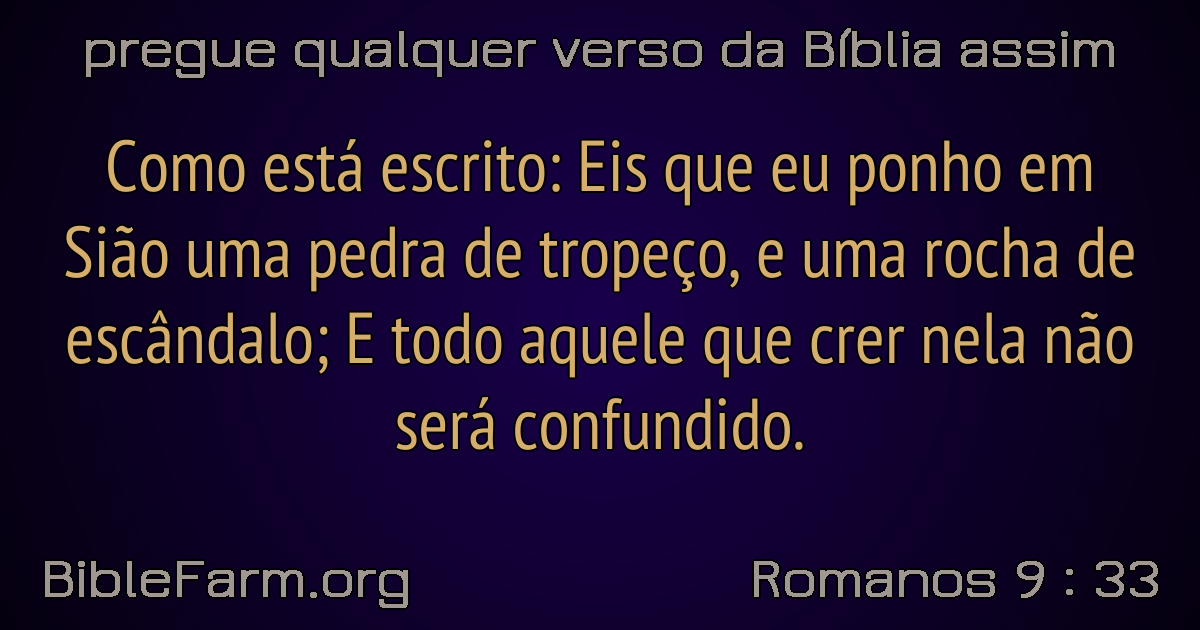 pregue qualquer verso da Bíblia assim
Como está escrito: Eis que eu ponho em
Sião uma pedra de tropeço, e uma rocha de
escândalo; E todo aquele que crer nela não
será confundido.
BibleFarm.org
Romanos 9 : 33